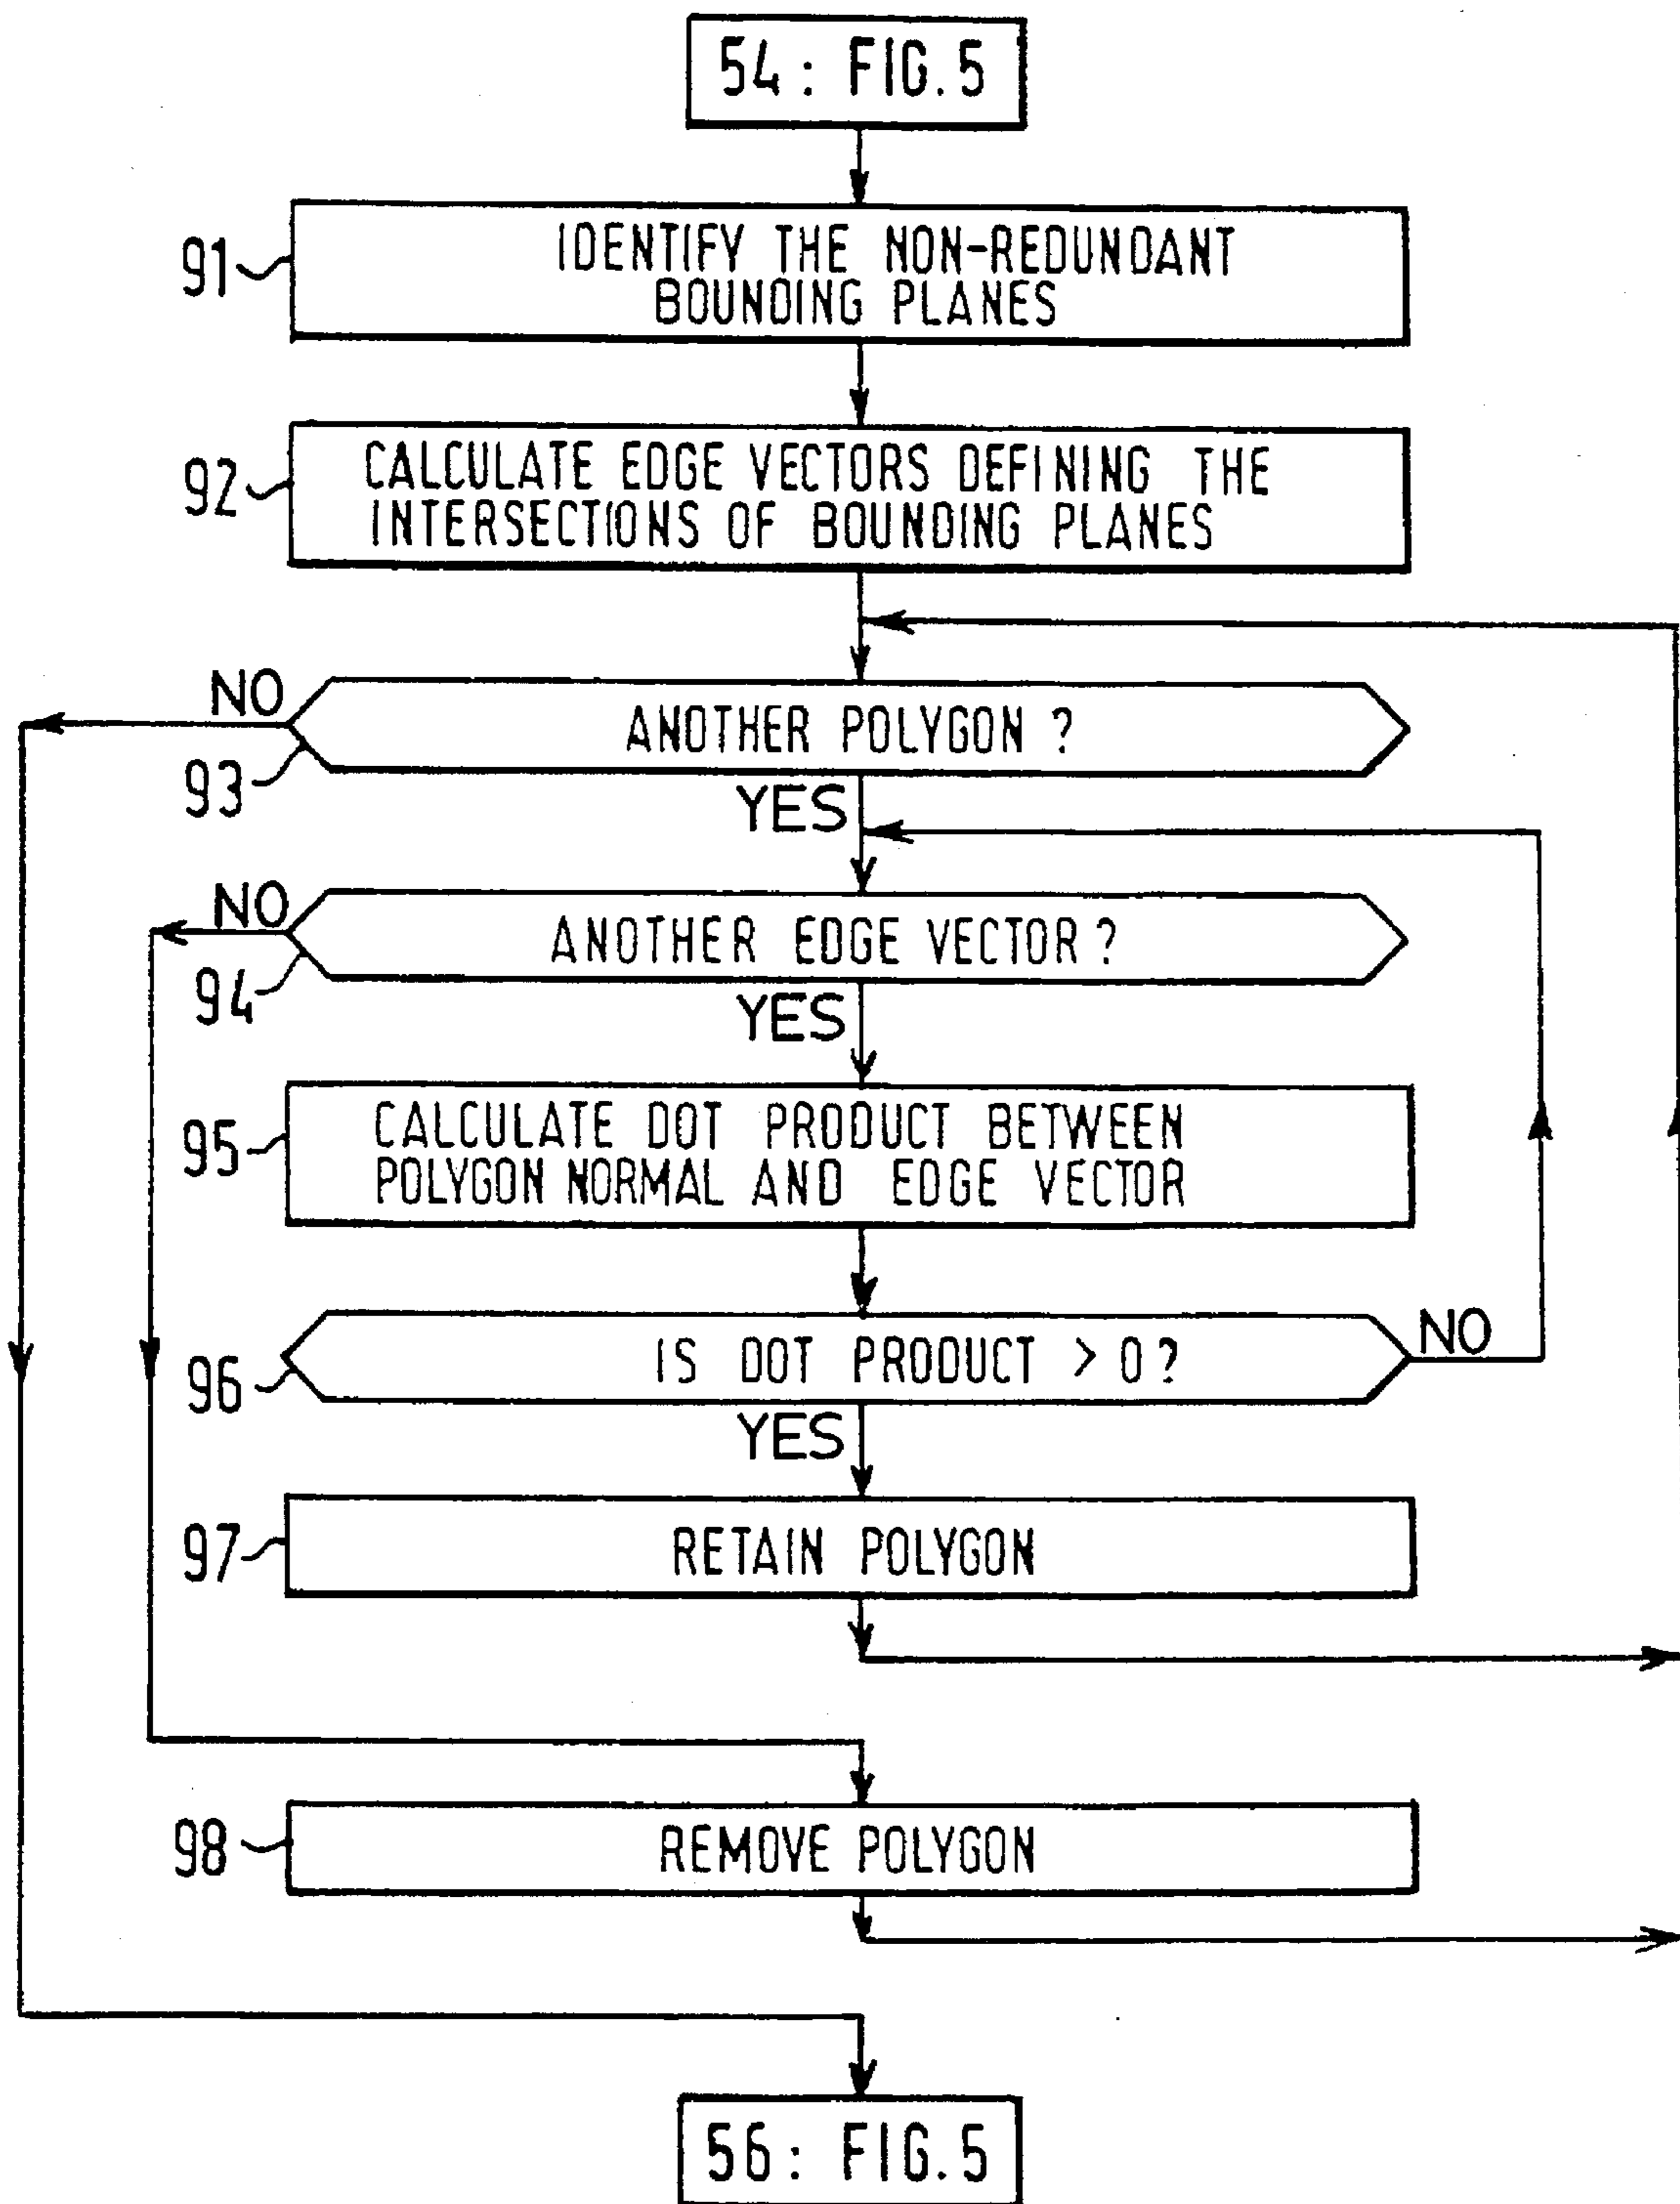 54: FIG. 5
91
IDENTIFY THE NON-REDUNDANT
BOUNDING PLANES
92
CALCULATE EDGE VECTORS DEFINING THE
INTERSECTIONS OF BOUNDING PLANES
NO
ANOTHER POLYGON ?
93
YES
NO
ANOTHER EDGE VECTOR?
94
YES
95
CALCULATE DOT PRODUCT BETWEEN
POLYGON NORMAL AND EDGE VECTOR
IS DOT PRODUCT > 0?
NO
96
YES
97
RETAIN POLYGON
98
REMOVE POLYGON
56: FIG. 5